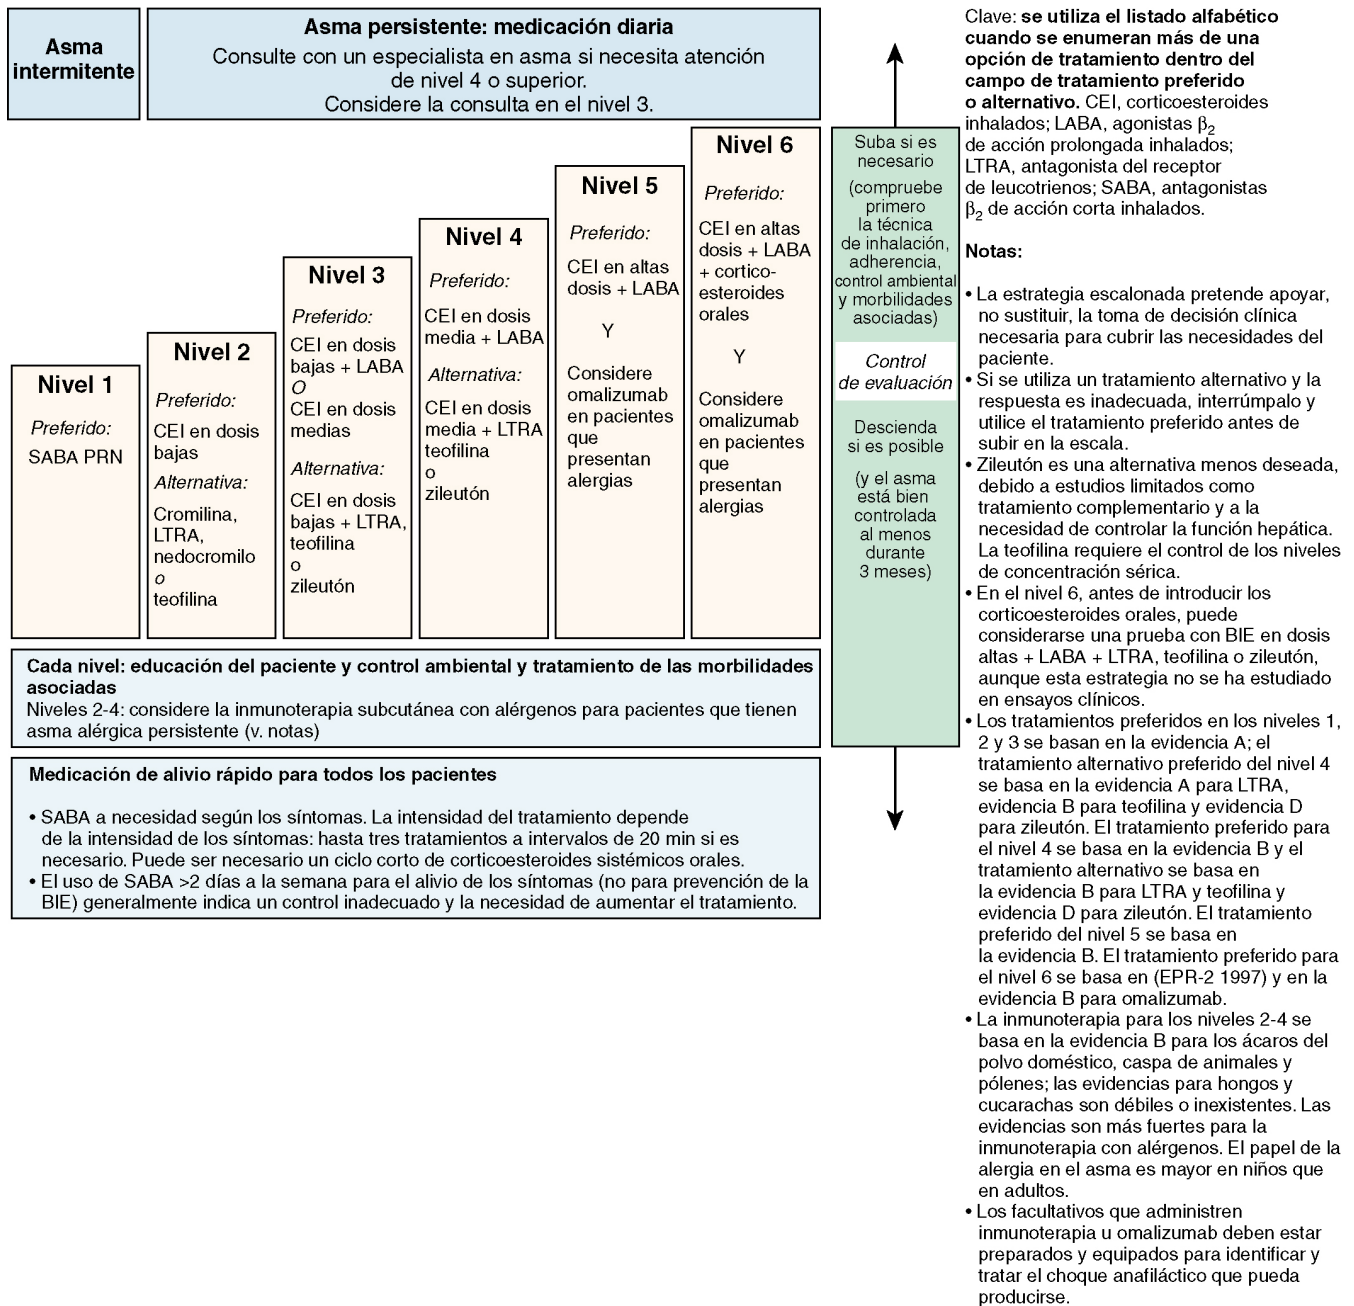 Asma
intermitente
Asma persistente: medicación diaria
Consulte con un especialista en asma si necesita atención
de nivel 4 o superior.
Considere la consulta en el nivel 3.
Nivel 1
Preferido:
SABA PRN
Nivel 2
Preferido:
CEI en dosis
bajas
Alternativa:
Cromilina,
LTRA,
nedocromilo
o
teofilina
Nivel 3
Preferido:
CEI en dosis
bajas + LABA
O
CEI en dosis
medias
Alternativa:
CEI en dosis
bajas + LTRA,
teofilina
o
zileutón
Nivel 4
Preferido:
CEI en dosis
media + LABA
Alternativa:
CEI en dosis
media + LTRA
teofilina
o
zileutón
Nivel 5
Preferido:
CEI en altas
dosis + LABA
Y
Considere
omalizumab
en pacientes
que
presentan
alergias
Nivel 6
Preferido:
CEI en altas
dosis + LABA
+ cortico-
esteroides
orales
Y
Considere
omalizumab
en pacientes
que
presentan
alergias
Suba si es
necesario
(compruebe
primero
la técnica
de inhalación,
adherencia,
control ambiental
y morbilidades
asociadas)
Control
de evaluación
Descienda
si es posible
(y el asma
está bien
controlada
al menos
durante
3 meses)
Cada nivel: educación del paciente y control ambiental y tratamiento de las morbilidades
asociadas
Niveles 2-4: considere la inmunoterapia subcutánea con alérgenos para pacientes que tienen
asma alérgica persistente (v. notas)
Medicación de alivio rápido para todos los pacientes
• SABA a necesidad según los síntomas. La intensidad del tratamiento depende
de la intensidad de los síntomas: hasta tres tratamientos a intervalos de 20 min si es
necesario. Puede ser necesario un ciclo corto de corticoesteroides sistémicos orales.
• El uso de SABA >2 días a la semana para el alivio de los síntomas (no para prevención de la
BIE) generalmente indica un control inadecuado y la necesidad de aumentar el tratamiento.
Clave: se utiliza el listado alfabético
cuando se enumeran más de una
opción de tratamiento dentro del
campo de tratamiento preferido
o alternativo. CEI, corticoesteroides
inhalados; LABA, agonistas β2
de acción prolongada inhalados;
LTRA, antagonista del receptor
de leucotrienos; SABA, antagonistas
β2 de acción corta inhalados.
Notas:
• La estrategia escalonada pretende apoyar,
no sustituir, la toma de decisión clínica
necesaria para cubrir las necesidades del
paciente.
• Si se utiliza un tratamiento alternativo y la
respuesta es inadecuada, interrúmpalo y
utilice el tratamiento preferido antes de
subir en la escala.
• Zileutón es una alternativa menos deseada,
debido a estudios limitados como
tratamiento complementario y a la
necesidad de controlar la función hepática.
La teofilina requiere el control de los niveles
de concentración sérica.
• En el nivel 6, antes de introducir los
corticoesteroides orales, puede
considerarse una prueba con BIE en dosis
altas + LABA + LTRA, teofilina o zileutón,
aunque esta estrategia no se ha estudiado
en ensayos clínicos.
• Los tratamientos preferidos en los niveles 1,
2 y 3 se basan en la evidencia A; el
tratamiento alternativo preferido del nivel 4
se basa en la evidencia A para LTRA,
evidencia B para teofilina y evidencia D
para zileutón. El tratamiento preferido para
el nivel 4 se basa en la evidencia B y el
tratamiento alternativo se basa en
la evidencia B para LTRA y teofilina y
evidencia D para zileutón. El tratamiento
preferido del nivel 5 se basa en
la evidencia B. El tratamiento preferido para
el nivel 6 se basa en (EPR-2 1997) y en la
evidencia B para omalizumab.
• La inmunoterapia para los niveles 2-4 se
basa en la evidencia B para los ácaros del
polvo doméstico, caspa de animales y
pólenes; las evidencias para hongos y
cucarachas son débiles o inexistentes. Las
evidencias son más fuertes para la
inmunoterapia con alérgenos. El papel de la
alergia en el asma es mayor en niños que
en adultos.
• Los facultativos que administren
inmunoterapia u omalizumab deben estar
preparados y equipados para identificar y
tratar el choque anafiláctico que pueda
producirse.